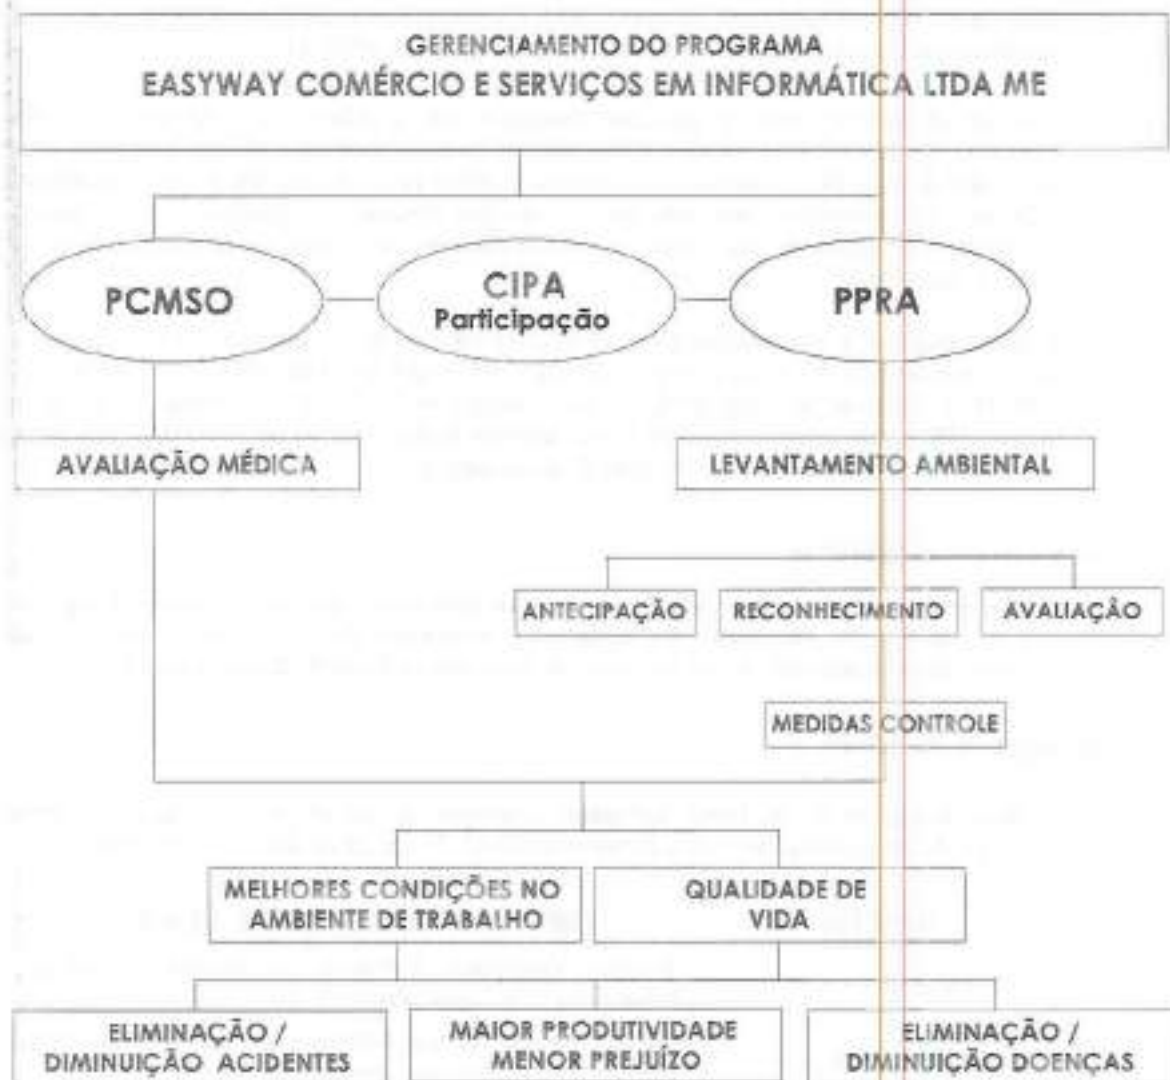 GERENCIAMENTO DO PROGRAMA
EASYWAY COMÉRCIO E SERVIÇOS EM INFORMÁTICA LTDA ME
PCMSO
CIPA
Participação
PPRA
AVALIAÇÃO MÉDICA
LEVANTAMENTO AMBIENTAL
ANTECIPAÇÃO
RECONHECIMENTO
AVALIAÇÃO
MEDIDAS CONTROLE
MELHORES CONDIÇÕES NO
AMBIENTE DE TRABALHO
QUALIDADE DE
VIDA
ELIMINAÇÃO /
DIMINUIÇÃO ACIDENTES
MAIOR PRODUTIVIDADE
MENOR PREJUÍZO
ELIMINAÇÃO /
DIMINUIÇÃO DOENÇAS